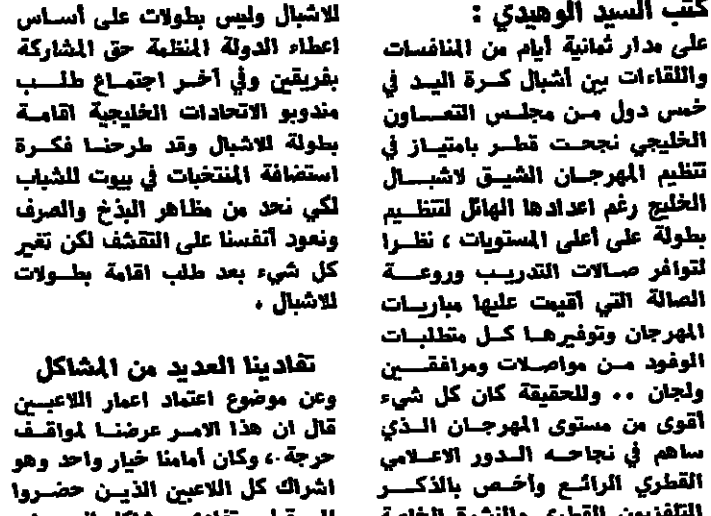 كتب السيد الوهيدي :
على مدار ثمانية أيام من المنافسات
واللقاءات بين أشبال كرة اليد في
خمس دول من مجلس التعاون
الخليجي نجحت قطر بامتياز في
تنظيم المهرجان الشيق لاشبال
الخليج رغم اعدادها الهائل لتنظيم
بطولة على أعلى المستويات ، نظرا
لتوافر صالات التدريب وروعة
الصالة التي أقيمت عليها مباريات
المهرجان وتوفيرها كل متطلبات
الوفود من مواصلات ومرافقين
ولجان .. وللحقيقة كان كل شيء
أقوى من مستوى المهرجان الذي
ساهم في نجاحه الدور الاعلامي
القطري الرائع وأخص بالذكر
التلفزيون القطري والنشرة الخاصة
للاشبال وليس بطولات على أساس
اعطاء الدولة المنظمة حق المشاركة
بفريقين وفي آخر اجتماع طلب
مندوبو الاتحادات الخليجية اقامة
بطولة للاشبال وقد طرحنا فكرة
استضافة المنتخبات في بيوت للشباب
لكي نحد من مظاهر البذخ والصرف
ونعود أنفسنا على التقشف لكن تغير
كل شيء بعد طلب اقامة بطولات
للاشبال .
تفادينا العديد من المشاكل
وعن موضوع اعتماد اعمار اللاعبين
قال ان هذا الامر عرضنا لمواقف
حرجة ، وكان أمامنا خيار واحد وهو
اشراك كل اللاعبين الذين حضروا